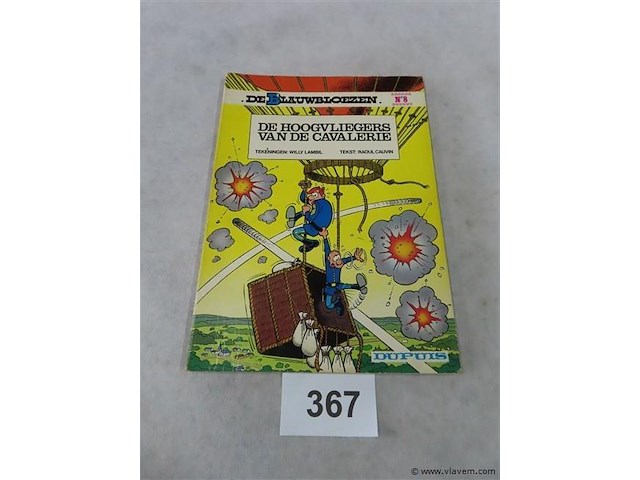 DE BLAUWBLOEZEN
N°8
DE HOOGVLIEGERS
VAN DE CAVALERIE
TEKENINGEN: WILLY LAMBIL TEKST: RAOUL CAUVIN
DUPUIS
367
© www.vlavem.com